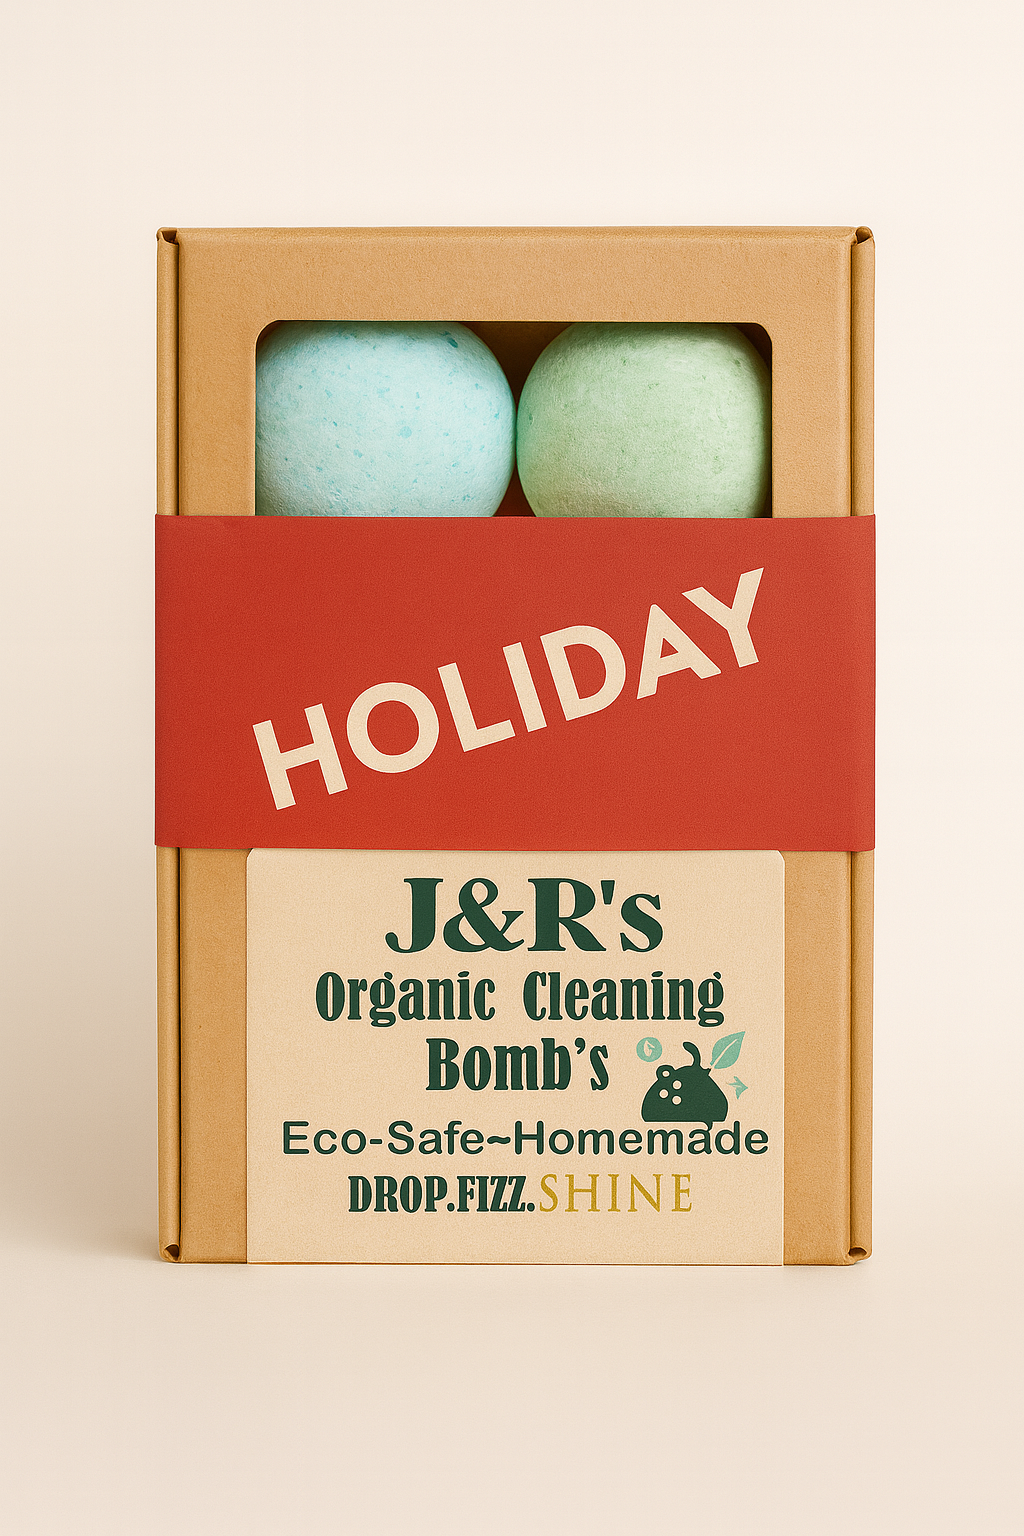 HOLIDAY
J&R's
Organic Cleaning
Bomb’s
Eco-Safe~Homemade
DROP.FIZZ.SHINE